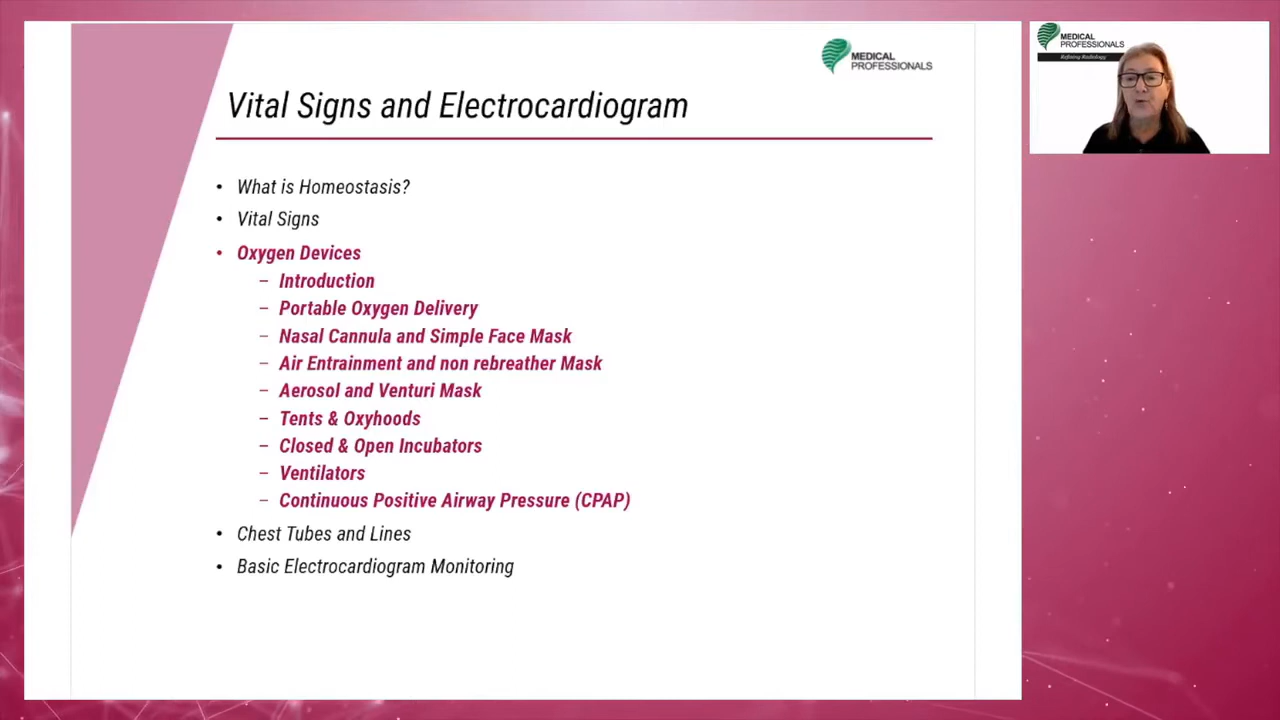 MEDICAL
PROFESSIONALS
Vital Signs and Electrocardiogram
• What is Homeostasis?
• Vital Signs
• Oxygen Devices
– Introduction
– Portable Oxygen Delivery
– Nasal Cannula and Simple Face Mask
– Air Entrainment and non rebreather Mask
– Aerosol and Venturi Mask
– Tents & Oxyhoods
– Closed & Open Incubators
– Ventilators
– Continuous Positive Airway Pressure (CPAP)
• Chest Tubes and Lines
• Basic Electrocardiogram Monitoring
MEDICAL
PROFESSIONALS
Refining Radiology